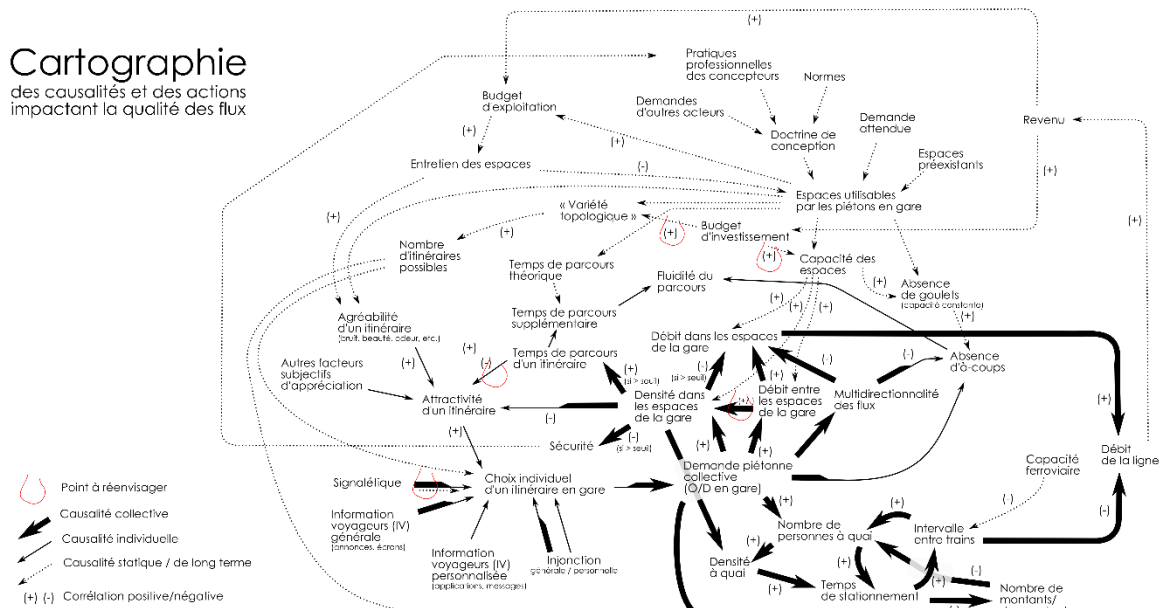 Cartographie
des causalités et des actions
impactant la qualité des flux
(+)
Pratiques
professionnelles
des concepteurs
Normes
Budget
d'exploitation
Demandes
d'autres acteurs
Demande
attendue
Revenu
(+)
(+)
Doctrine de
conception
Espaces
préexistants
Entretien des espaces
(-)
(+)
Espaces utilisables
par les piétons en gare
(+)
« Variété
topologique »
(+)
(+)
Budget
d'investissement
(+)
(+)
Nombre
d'itinéraires
possibles
Temps de parcours
théorique
Fluidité du
parcours
Capacité des
espaces
(+)
Absence
de goulets
(capacité constante)
Temps de parcours
supplémentaire
(+)
(+)
(+)
Agréabilité
d'un itinéraire
(bruit, beauté, odeur, etc.)
Débit dans les espaces
de la gare
Absence
d'à-coups
(+)
(+)
(-)
Temps de parcours
d'un itinéraire
(-)
(-)
Autres facteurs
subjectifs
d'appréciation
(+)
(si > seuil)
(-)
(si > seuil)
(+)
Attractivité
d'un itinéraire
(-)
Densité dans
les espaces
de la gare
(+)
Débit entre
les espaces
de la gare
Multidirectionnalité
des flux
(+)
(+)
Sécurité
(-)
(si > seuil)
(+)
(+)
Débit
de la ligne
Capacité
ferroviaire
Signalétique
Choix individuel
d'un itinéraire en gare
Demande piétonne
collective
(O/D en gare)
(-)
(-)
Information
voyageurs (IV)
générale
(annonces, écrans)
(+)
Nombre de
personnes à quai
(+)
Intervalle
entre trains
Information
voyageurs (IV)
personnalisée
(applications, messages)
Injonction
générale / personnelle
Densité
à quai
(+)
(+)
(+)
(-)
(+)
Temps
de stationnement
Nombre de
montants/
Point à réenvisager
Causalité collective
Causalité individuelle
Causalité statique / de long terme
(+) (-) Corrélation positive/négative